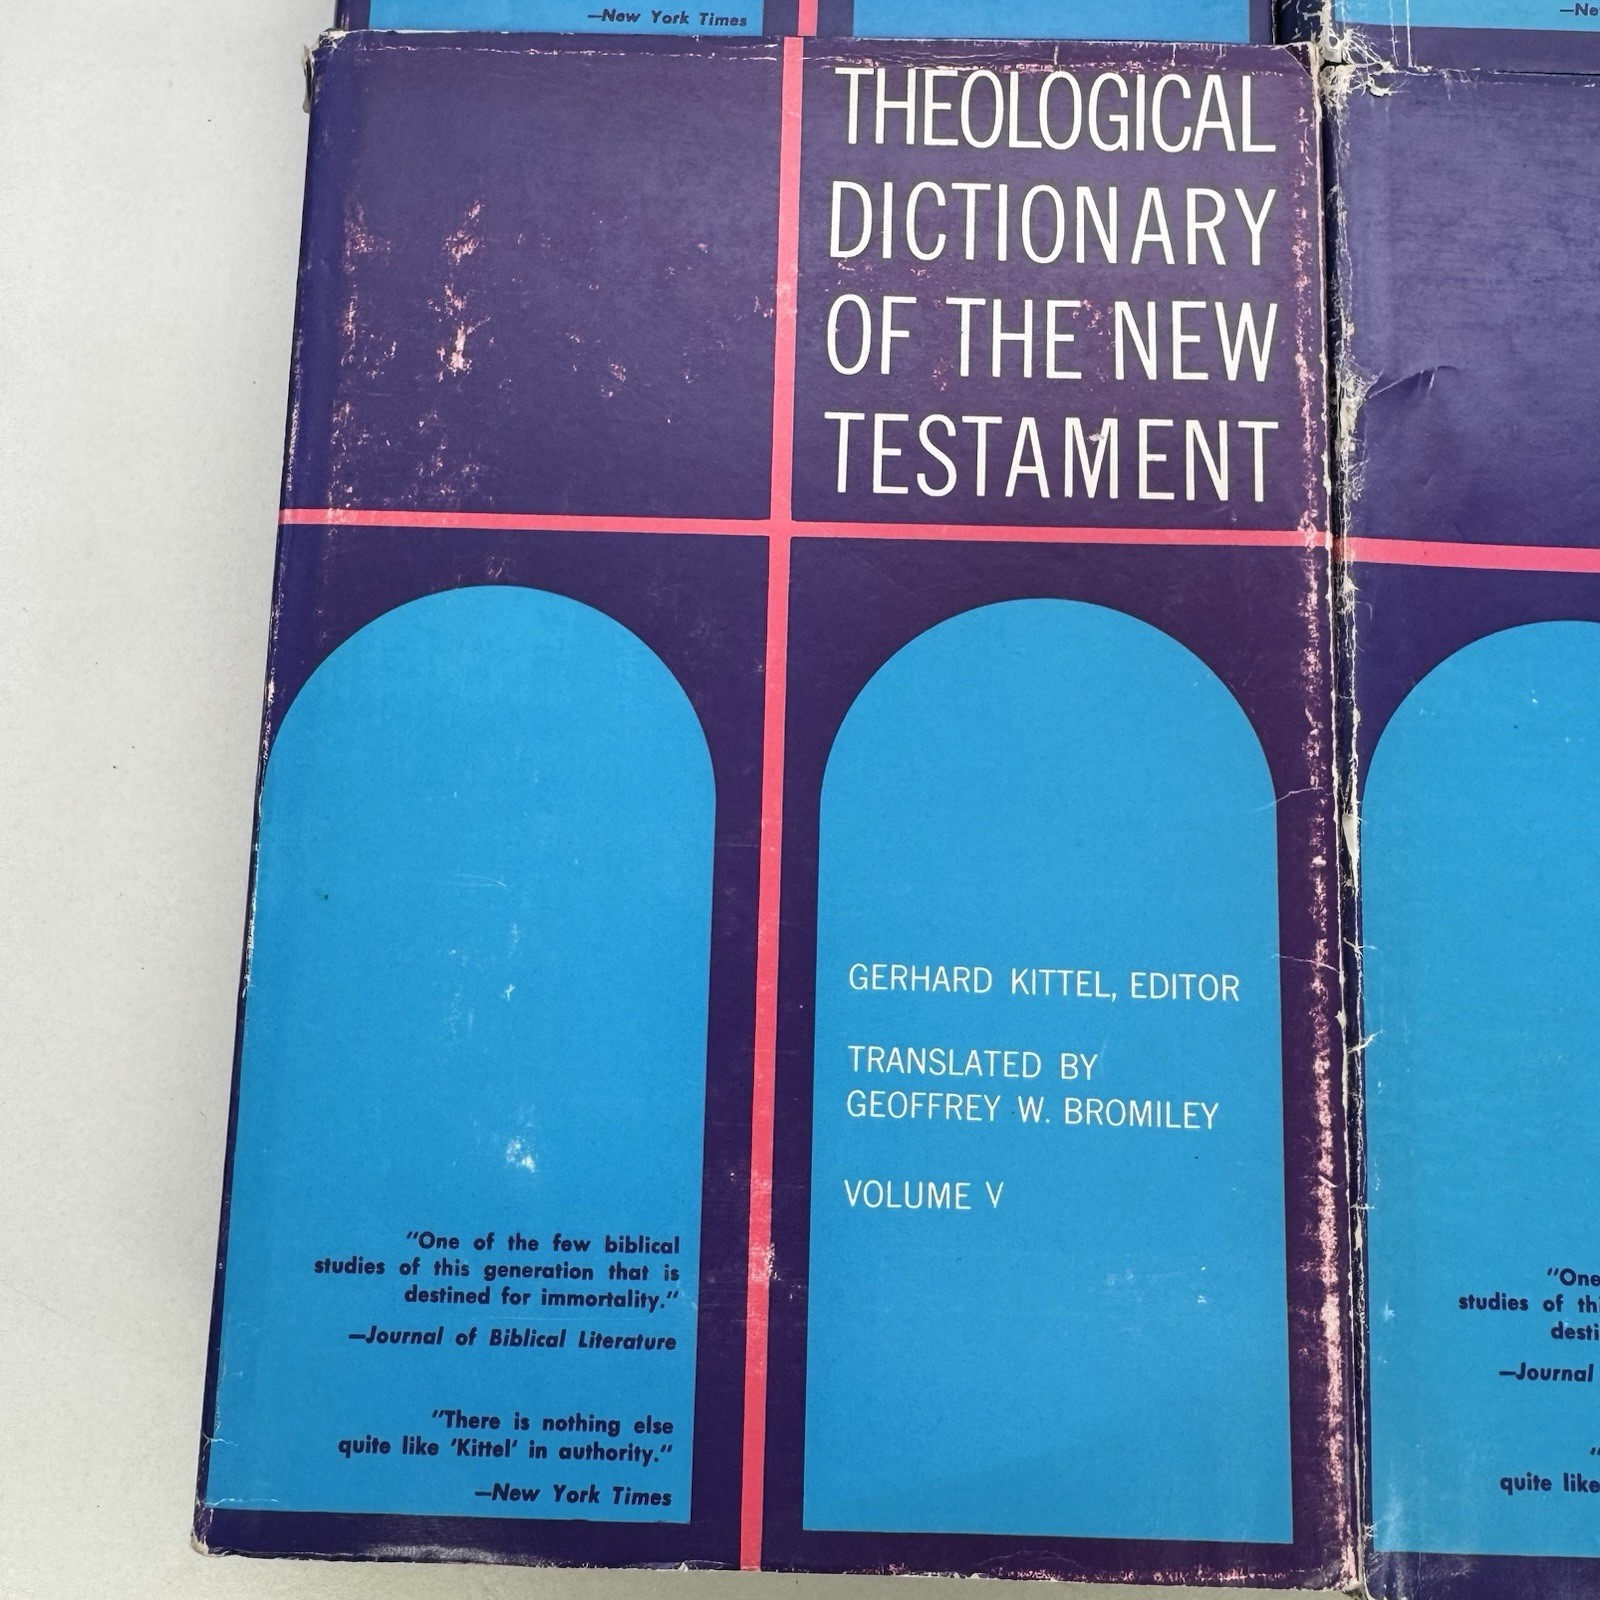 —New York Times
THEOLOGICAL
DICTIONARY
OF THE NEW
TESTAMENT
GERHARD KITTEL, EDITOR
TRANSLATED BY
GEOFFREY W. BROMILEY
VOLUME V
"One of the few biblical
studies of this generation that is
destined for immortality."
—Journal of Biblical Literature
"There is nothing else
quite like 'Kittel' in authority."
—New York Times
"One
studies of
—Journal
quite like